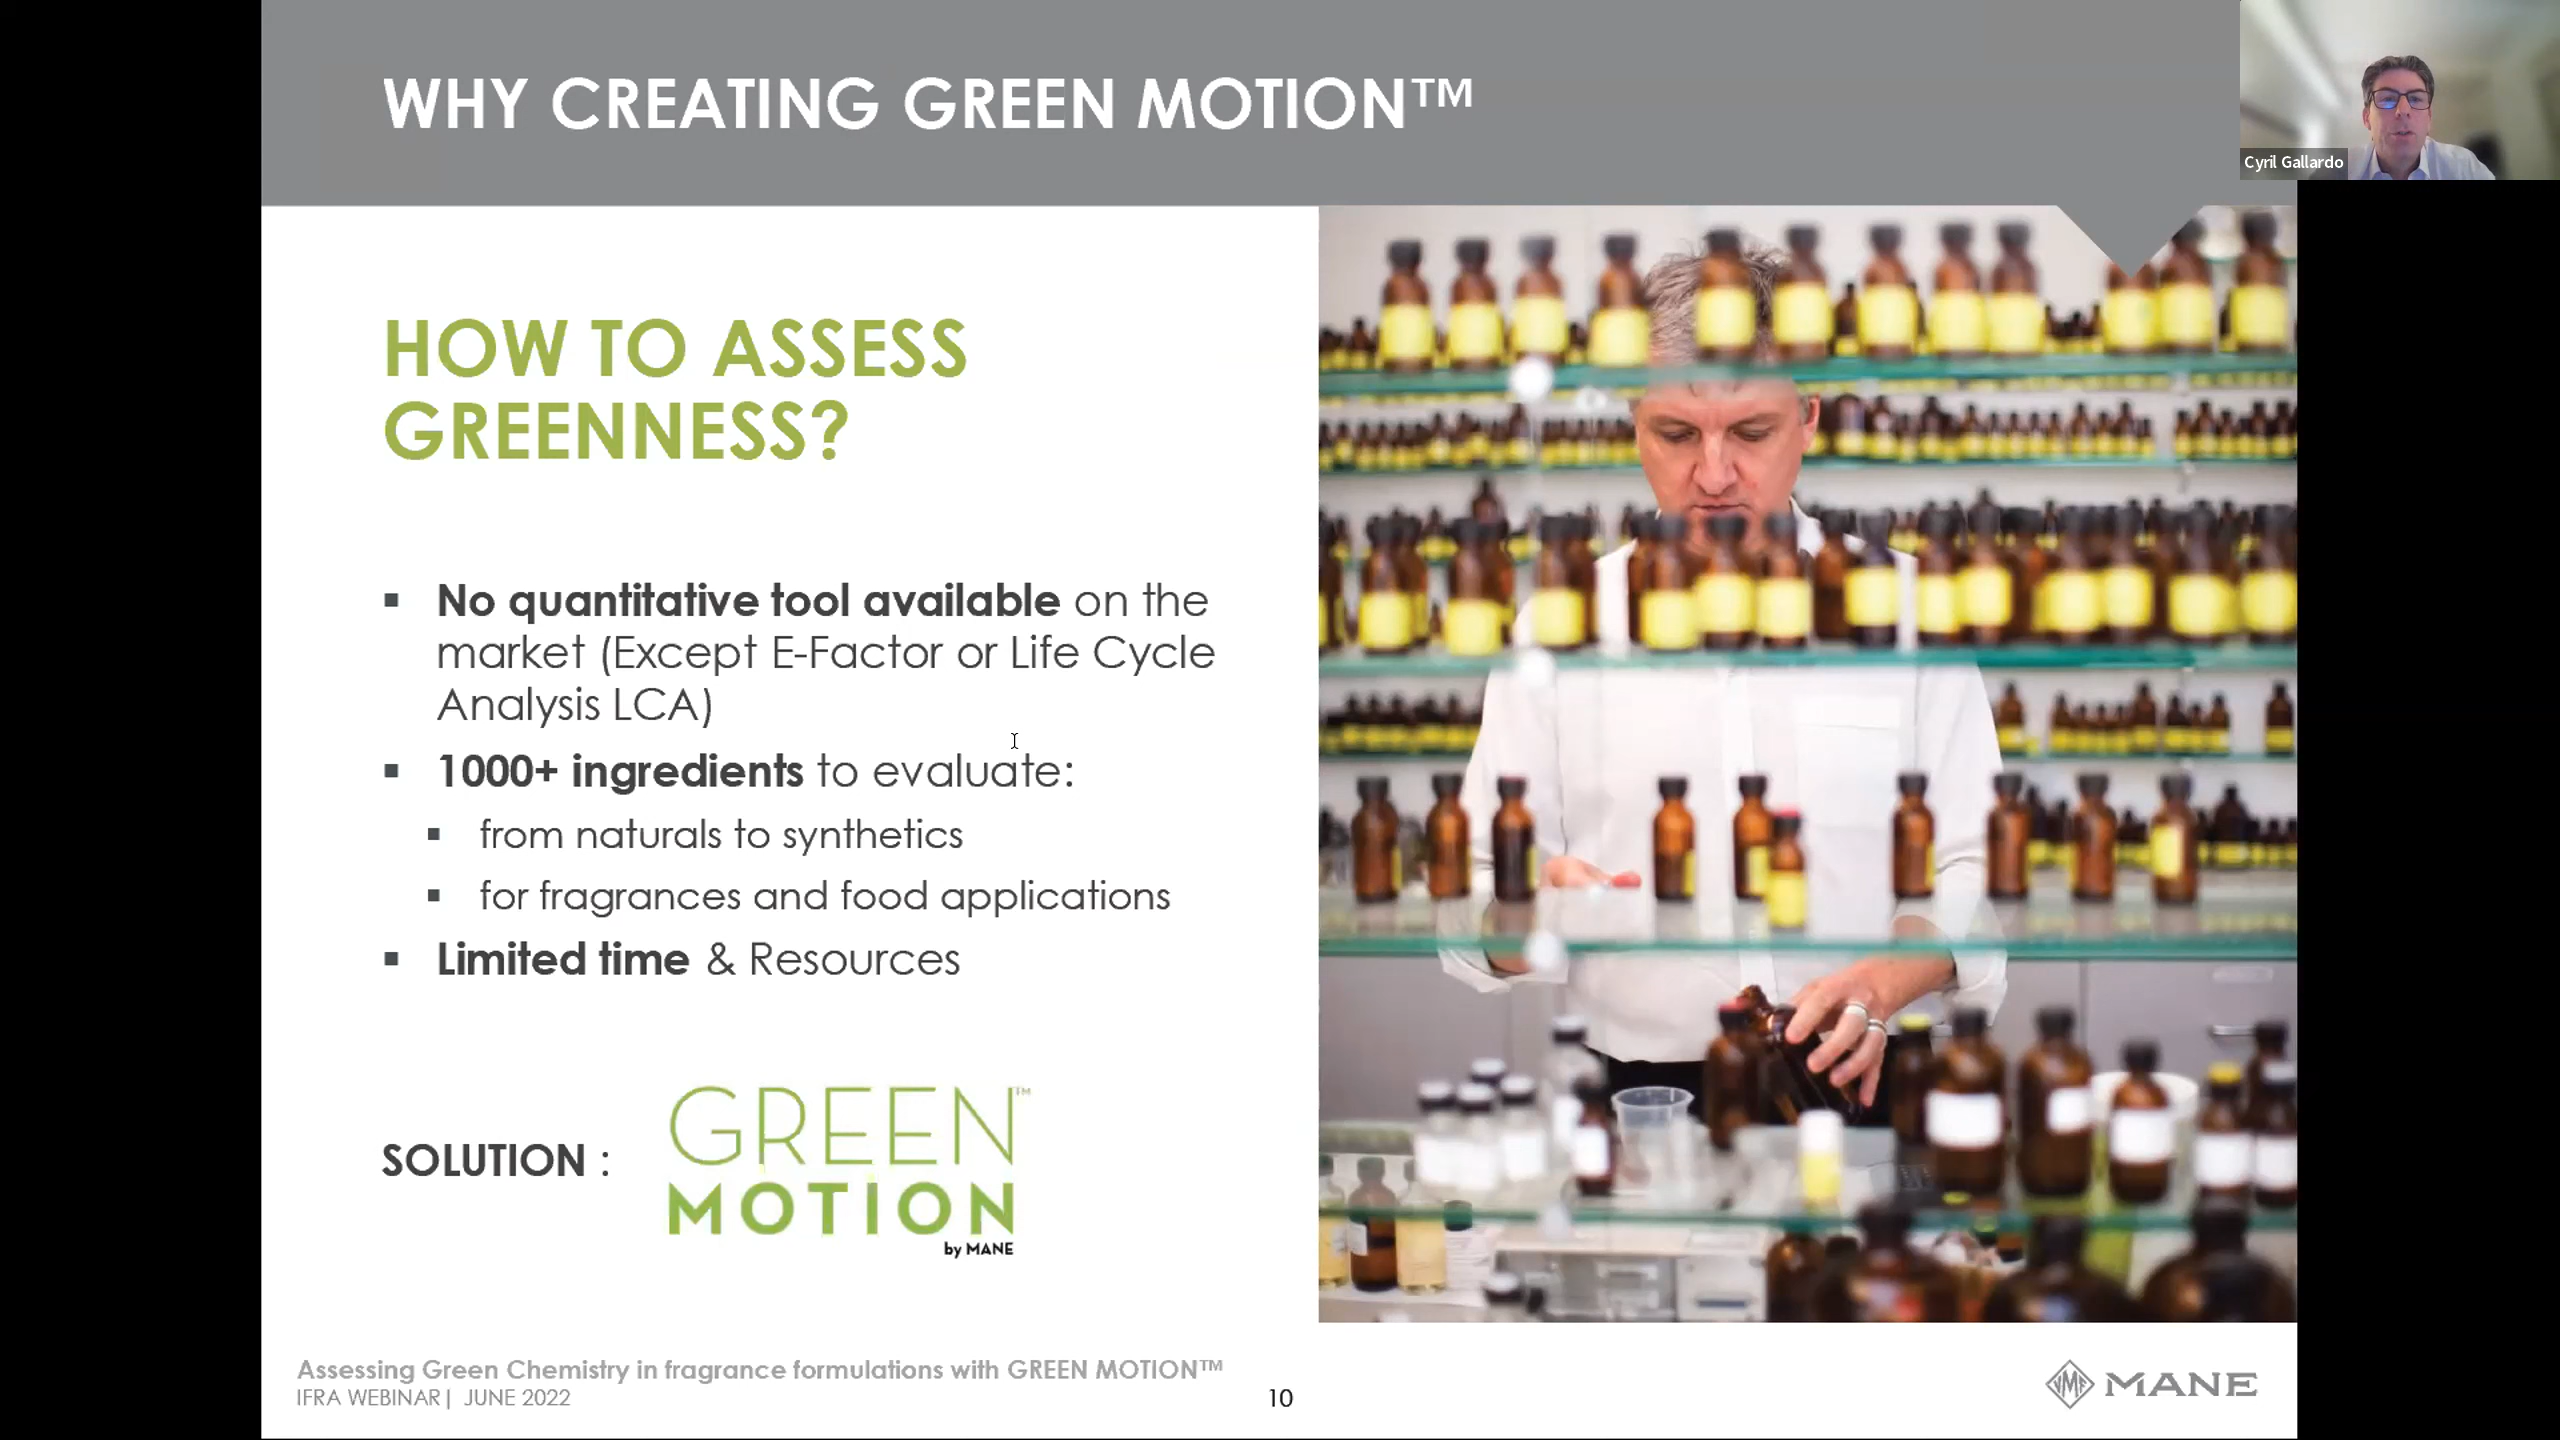 WHY CREATING GREEN MOTION™
Cyril Gallardo
HOW TO ASSESS
GREENNESS?
▪ No quantitative tool available on the
market (Except E-Factor or Life Cycle
Analysis LCA)
▪ 1000+ ingredients to evaluate:
▪ from naturals to synthetics
▪ for fragrances and food applications
▪ Limited time & Resources
SOLUTION :
GREEN™
MOTION
by MANE
Assessing Green Chemistry in fragrance formulations with GREEN MOTION™
IFRA WEBINAR | JUNE 2022
10
VMF MANE